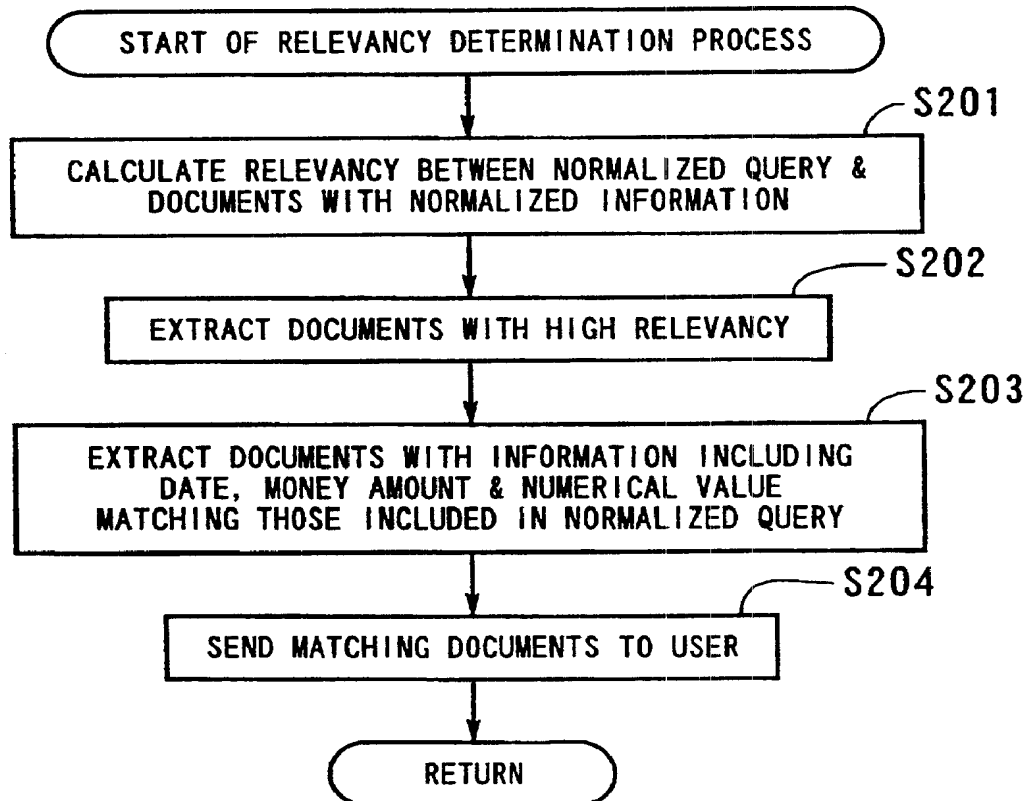 START OF RELEVANCY DETERMINATION PROCESS
S201
CALCULATE RELEVANCY BETWEEN NORMALIZED QUERY &
DOCUMENTS WITH NORMALIZED INFORMATION
S202
EXTRACT DOCUMENTS WITH HIGH RELEVANCY
S203
EXTRACT DOCUMENTS WITH INFORMATION INCLUDING
DATE, MONEY AMOUNT & NUMERICAL VALUE
MATCHING THOSE INCLUDED IN NORMALIZED QUERY
S204
SEND MATCHING DOCUMENTS TO USER
RETURN